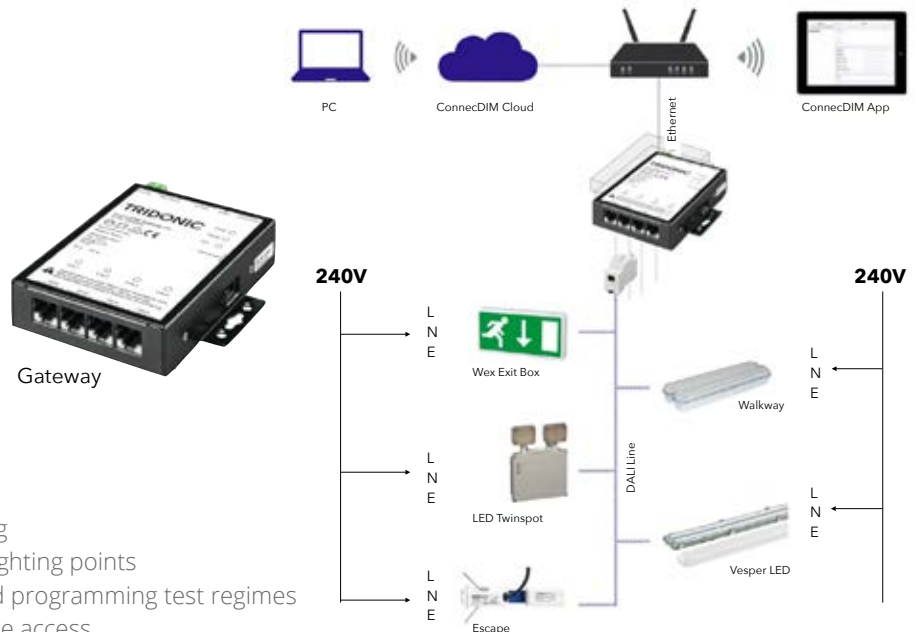 PC
ConnecDIM Cloud
ConnecDIM App
Ethernet
TRIDONIC
Gateway
240V
240V
L
N
E
Wex Exit Box
L
N
E
Walkway
DALI Line
L
N
E
LED Twinspot
L
N
E
Vesper LED
L
N
E
Escape
ghting points
programming test regimes
access